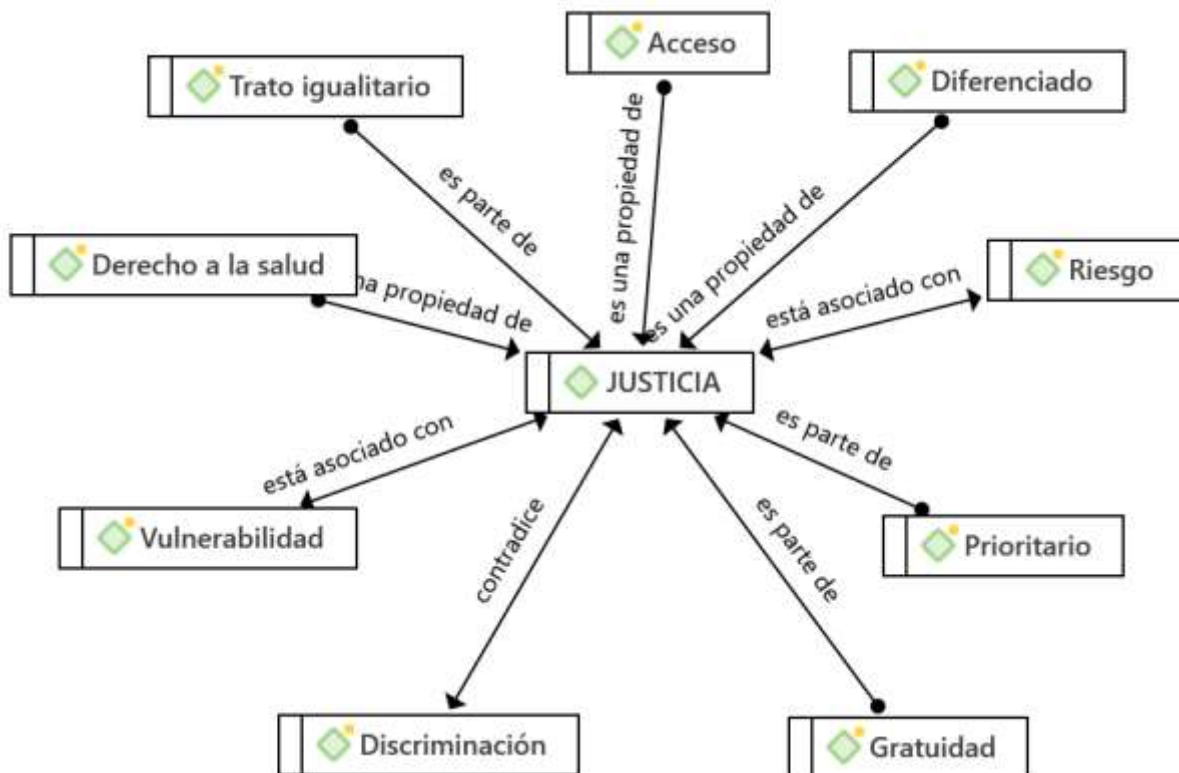 Acceso
Trato igualitario
Diferenciado
es parte de
es una propiedad de
es una propiedad de
Derecho a la salud
propiedad de
está asociado con
Riesgo
JUSTICIA
está asociado con
es parte de
Vulnerabilidad
contradice
es parte de
Prioritario
Discriminación
Gratuidad